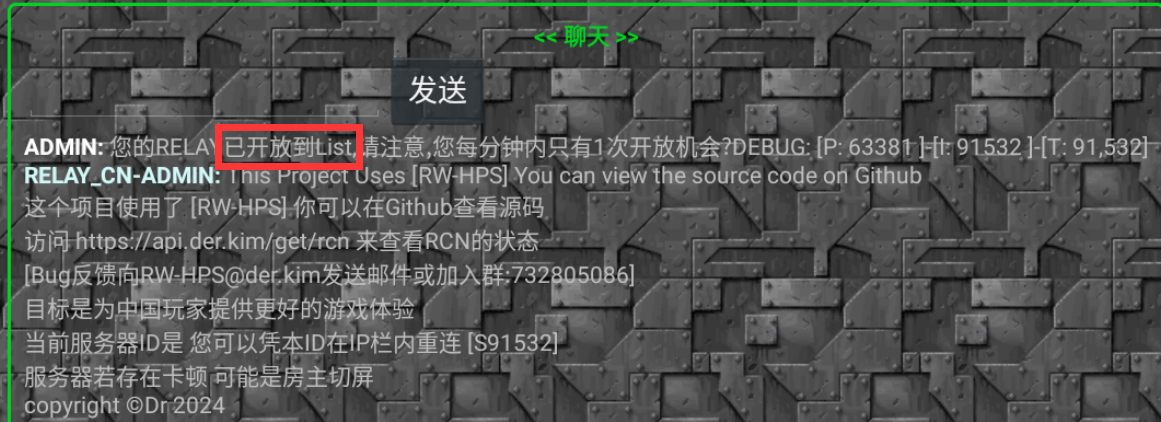 << 聊天 >>
发送
ADMIN: 您的RELAY已开放到List,请注意,您每分钟内只有1次开放机会?DEBUG: [P: 63381 ]-[I: 91532 ]-[T: 91,532]
RELAY_CN-ADMIN: This Project Uses [RW-HPS] You can view the source code on Github
这个项目使用了 [RW-HPS] 你可以在Github查看源码
访问 https://api.der.kim/get/rcn 来查看RCN的状态
[Bug反馈向RW-HPS@der.kim发送邮件或加入群:732805086]
目标是为中国玩家提供更好的游戏体验
当前服务器ID是 您可以凭本ID在IP栏内重连 [S91532]
服务器若存在卡顿 可能是房主切屏
copyright ©Dr 2024